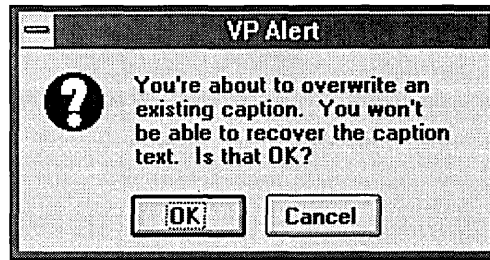 VP Alert
You're about to overwrite an
existing caption. You won't
be able to recover the caption
text. Is that OK?
OK Cancel